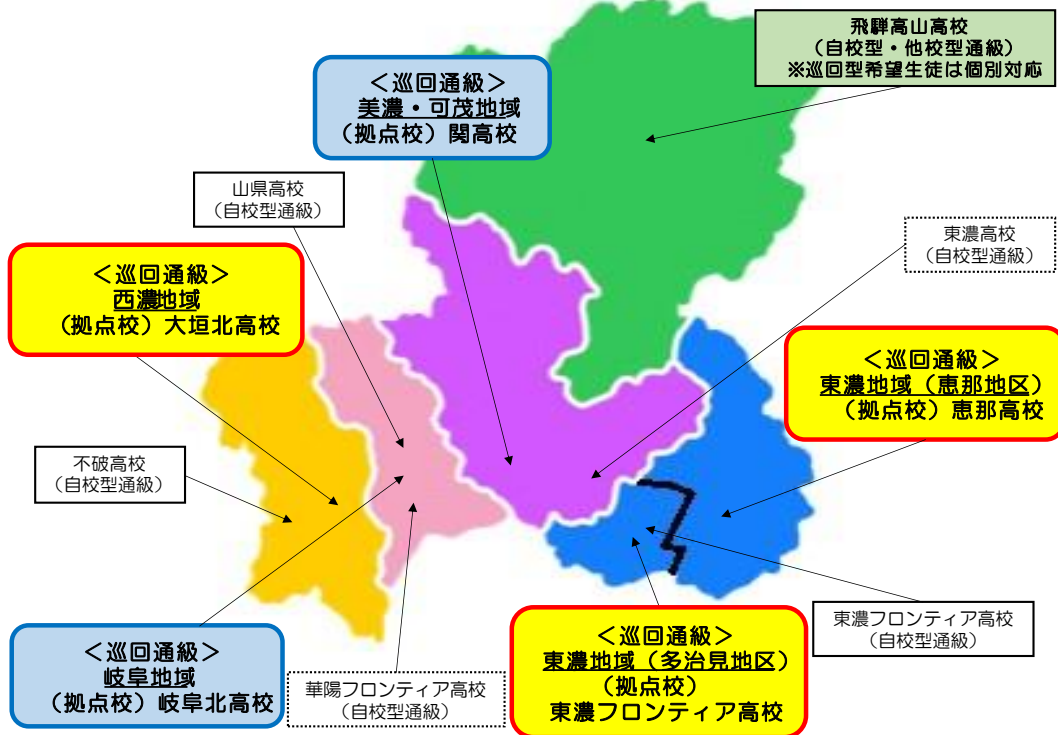 飛騨高山高校
(自校型・他校型通級)
※巡回型希望生徒は個別対応
＜巡回通級＞
美濃・可茂地域
(拠点校) 関高校
山県高校
(自校型通級)
東濃高校
(自校型通級)
＜巡回通級＞
西濃地域
(拠点校) 大垣北高校
＜巡回通級＞
東濃地域 (恵那地区)
(拠点校) 恵那高校
不破高校
(自校型通級)
＜巡回通級＞
岐阜地域
(拠点校) 岐阜北高校
華陽フロンティア高校
(自校型通級)
＜巡回通級＞
東濃地域 (多治見地区)
(拠点校)
東濃フロンティア高校
東濃フロンティア高校
(自校型通級)